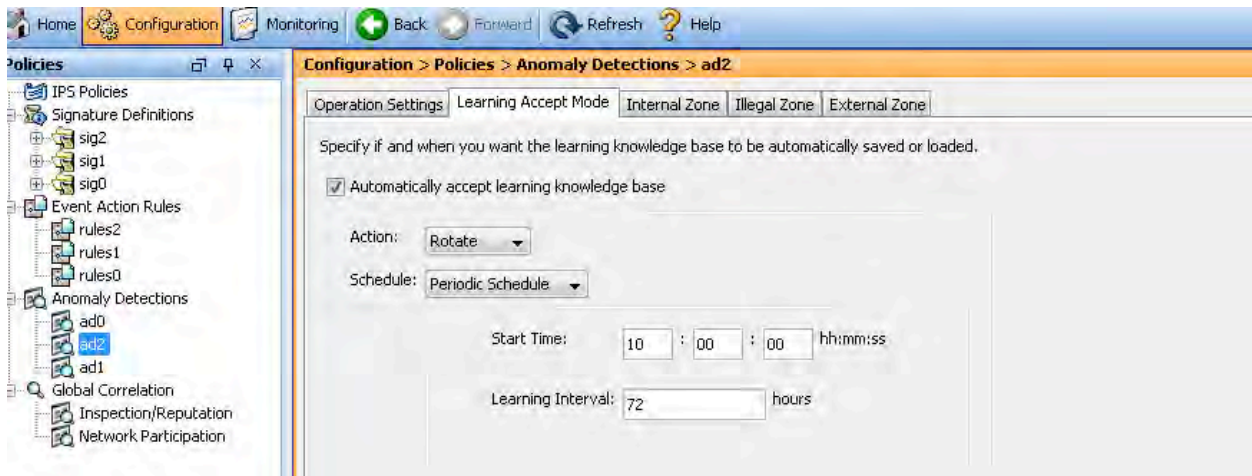 Home Configuration Monitoring Back Forward Refresh Help
Policies
IPS Policies
Signature Definitions
sig2
sig1
sig0
Event Action Rules
rules2
rules1
rules0
Anomaly Detections
ad0
ad2
ad1
Global Correlation
Inspection/Reputation
Network Participation
Configuration > Policies > Anomaly Detections > ad2
Operation Settings Learning Accept Mode Internal Zone Illegal Zone External Zone
Specify if and when you want the learning knowledge base to be automatically saved or loaded.
Automatically accept learning knowledge base
Action: Rotate
Schedule: Periodic Schedule
Start Time: 10 : 00 : 00 hh:mm:ss
Learning Interval: 72 hours